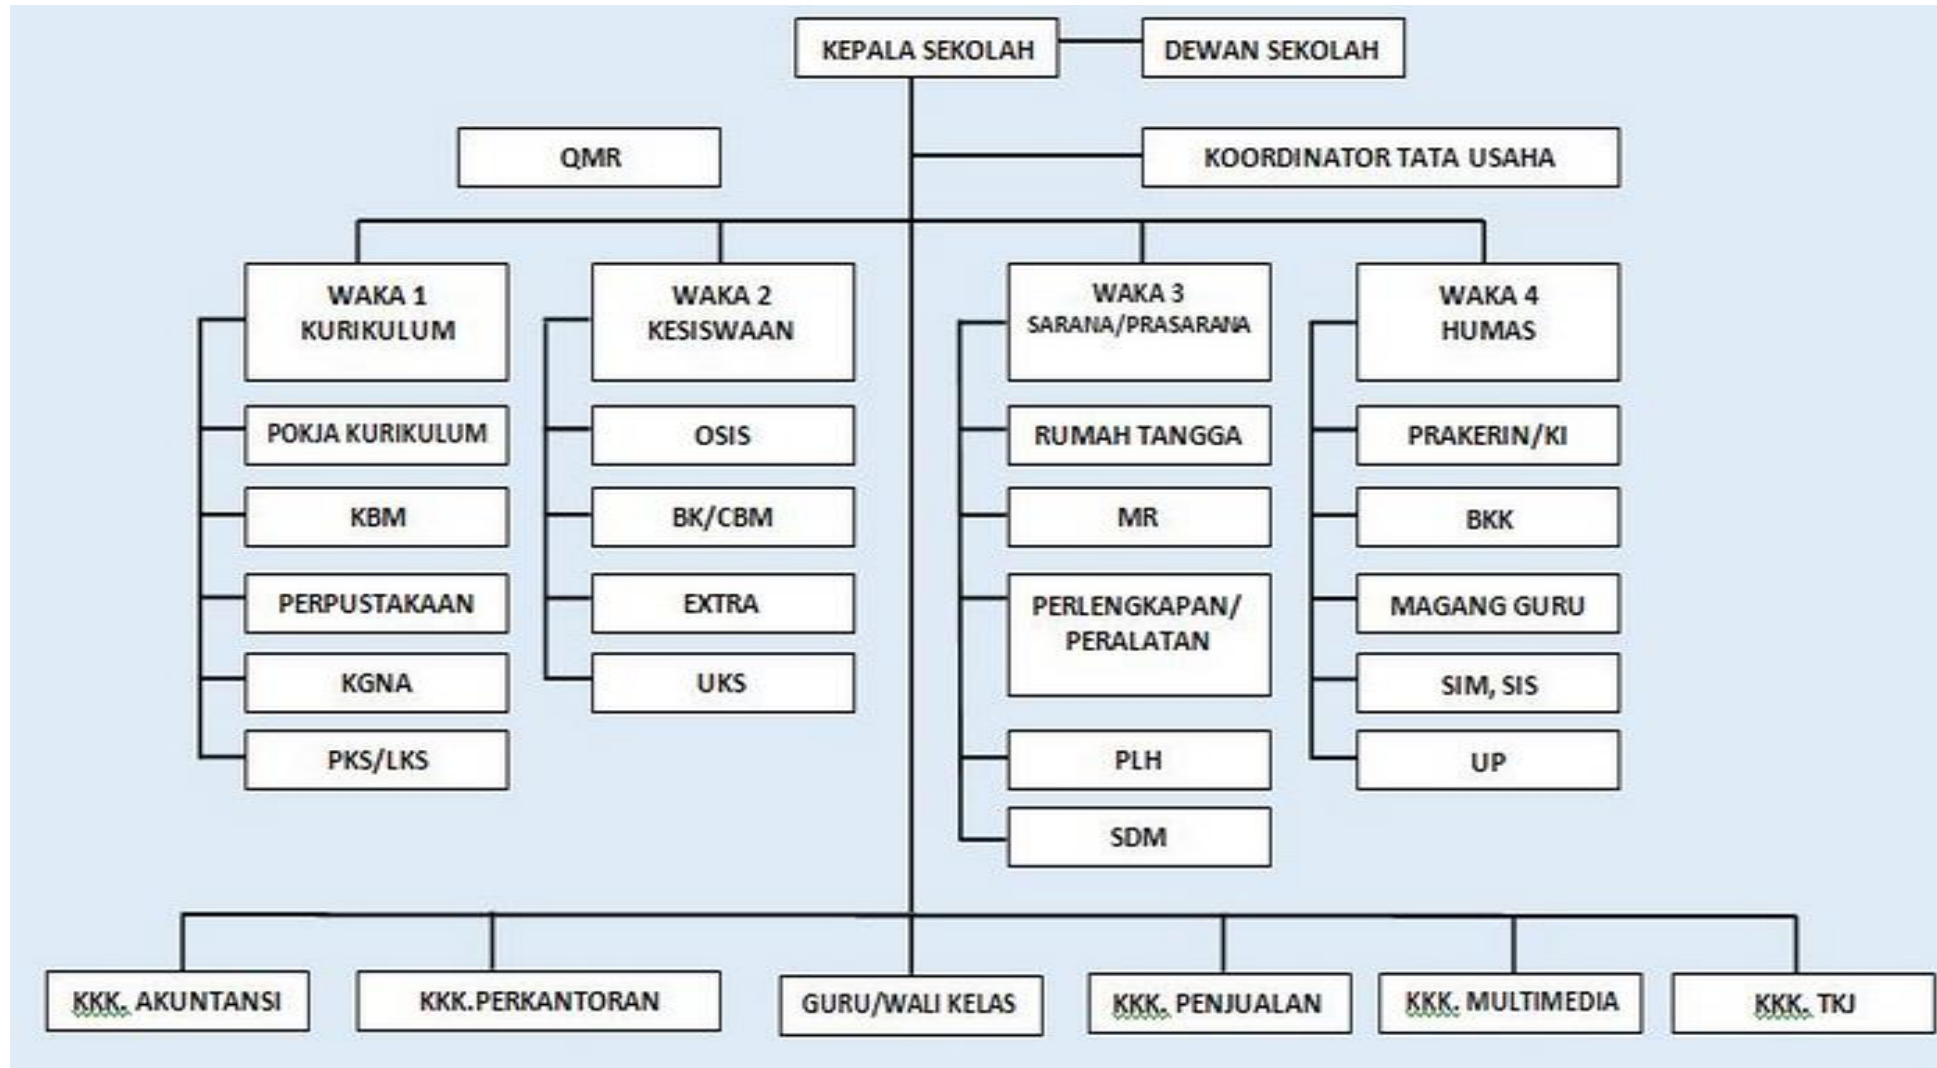 KEPALA SEKOLAH
DEWAN SEKOLAH
QMR
KOORDINATOR TATA USAHA
WAKA 1
KURIKULUM
WAKA 2
KESISWAAN
WAKA 3
SARANA/PRASARANA
WAKA 4
HUMAS
POKJA KURIKULUM
OSIS
RUMAH TANGGA
PRAKERIN/KI
KBM
BK/CBM
MR
BKK
PERPUSTAKAAN
EXTRA
PERLENGKAPAN/
PERALATAN
MAGANG GURU
KGNA
UKS
SIM, SIS
PKS/LKS
PLH
UP
SDM
KKK. AKUNTANSI
KKK.PERKANTORAN
GURU/WALI KELAS
KKK. PENJUALAN
KKK. MULTIMEDIA
KKK. TKJ